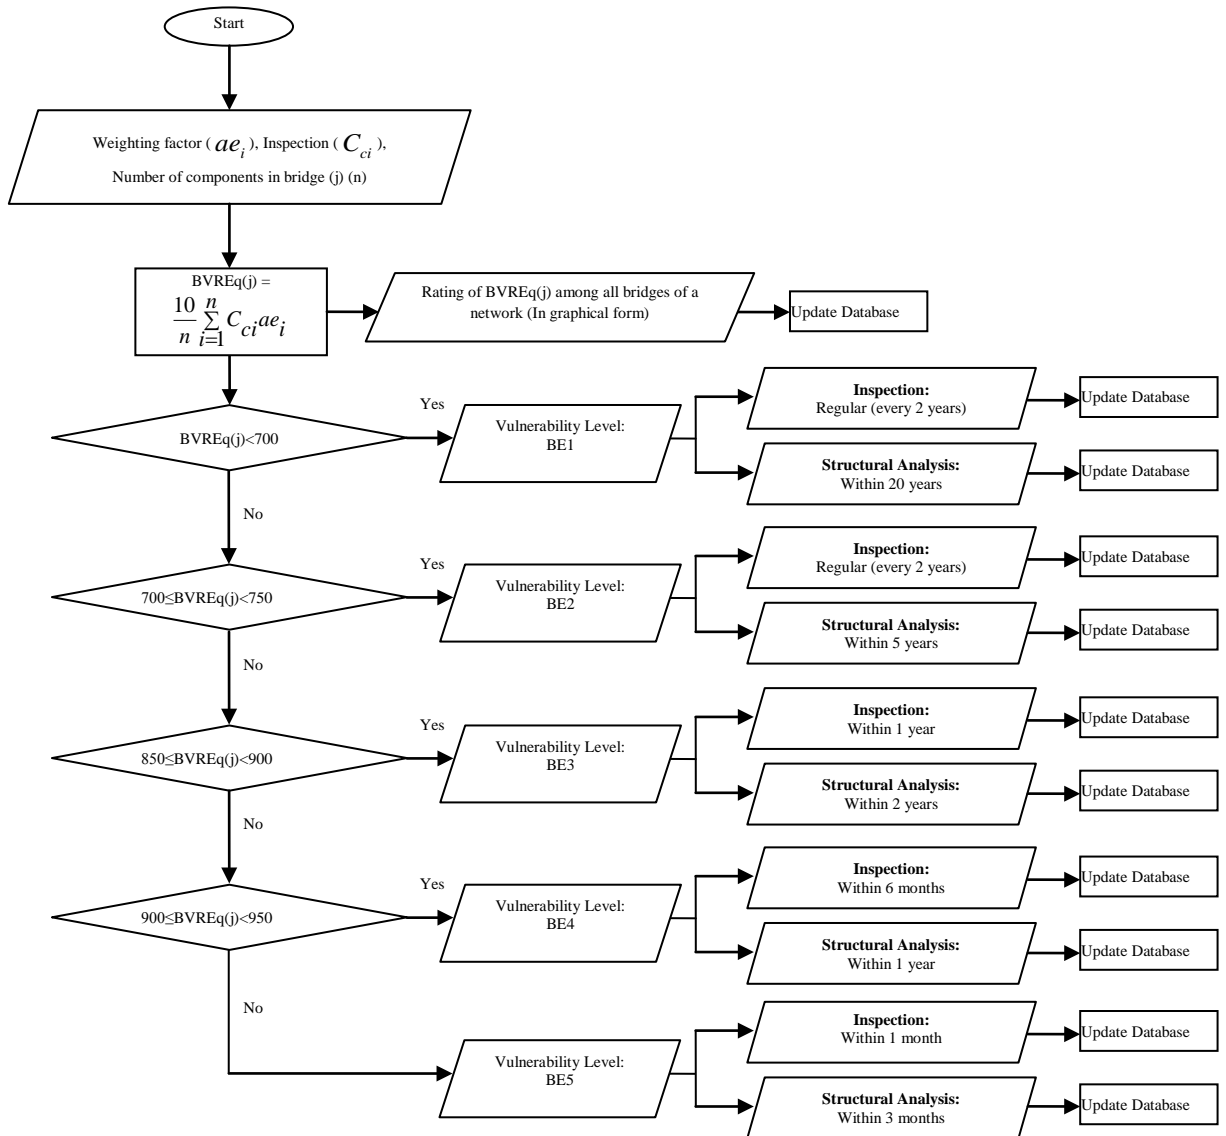 Start
Weighting factor ( ae_i ), Inspection ( C_ci ),
Number of components in bridge (j) (n)
BVREq(j) =
10/n n∑i=1 C_ci ae_i
Rating of BVREq(j) among all bridges of a
network (In graphical form)
Update Database
BVREq(j)<700
Yes
Vulnerability Level:
BE1
Inspection:
Regular (every 2 years)
Update Database
Structural Analysis:
Within 20 years
Update Database
No
700≤BVREq(j)<750
Yes
Vulnerability Level:
BE2
Inspection:
Regular (every 2 years)
Update Database
Structural Analysis:
Within 5 years
Update Database
No
850≤BVREq(j)<900
Yes
Vulnerability Level:
BE3
Inspection:
Within 1 year
Update Database
Structural Analysis:
Within 2 years
Update Database
No
900≤BVREq(j)<950
Yes
Vulnerability Level:
BE4
Inspection:
Within 6 months
Update Database
Structural Analysis:
Within 1 year
Update Database
No
Vulnerability Level:
BE5
Inspection:
Within 1 month
Update Database
Structural Analysis:
Within 3 months
Update Database